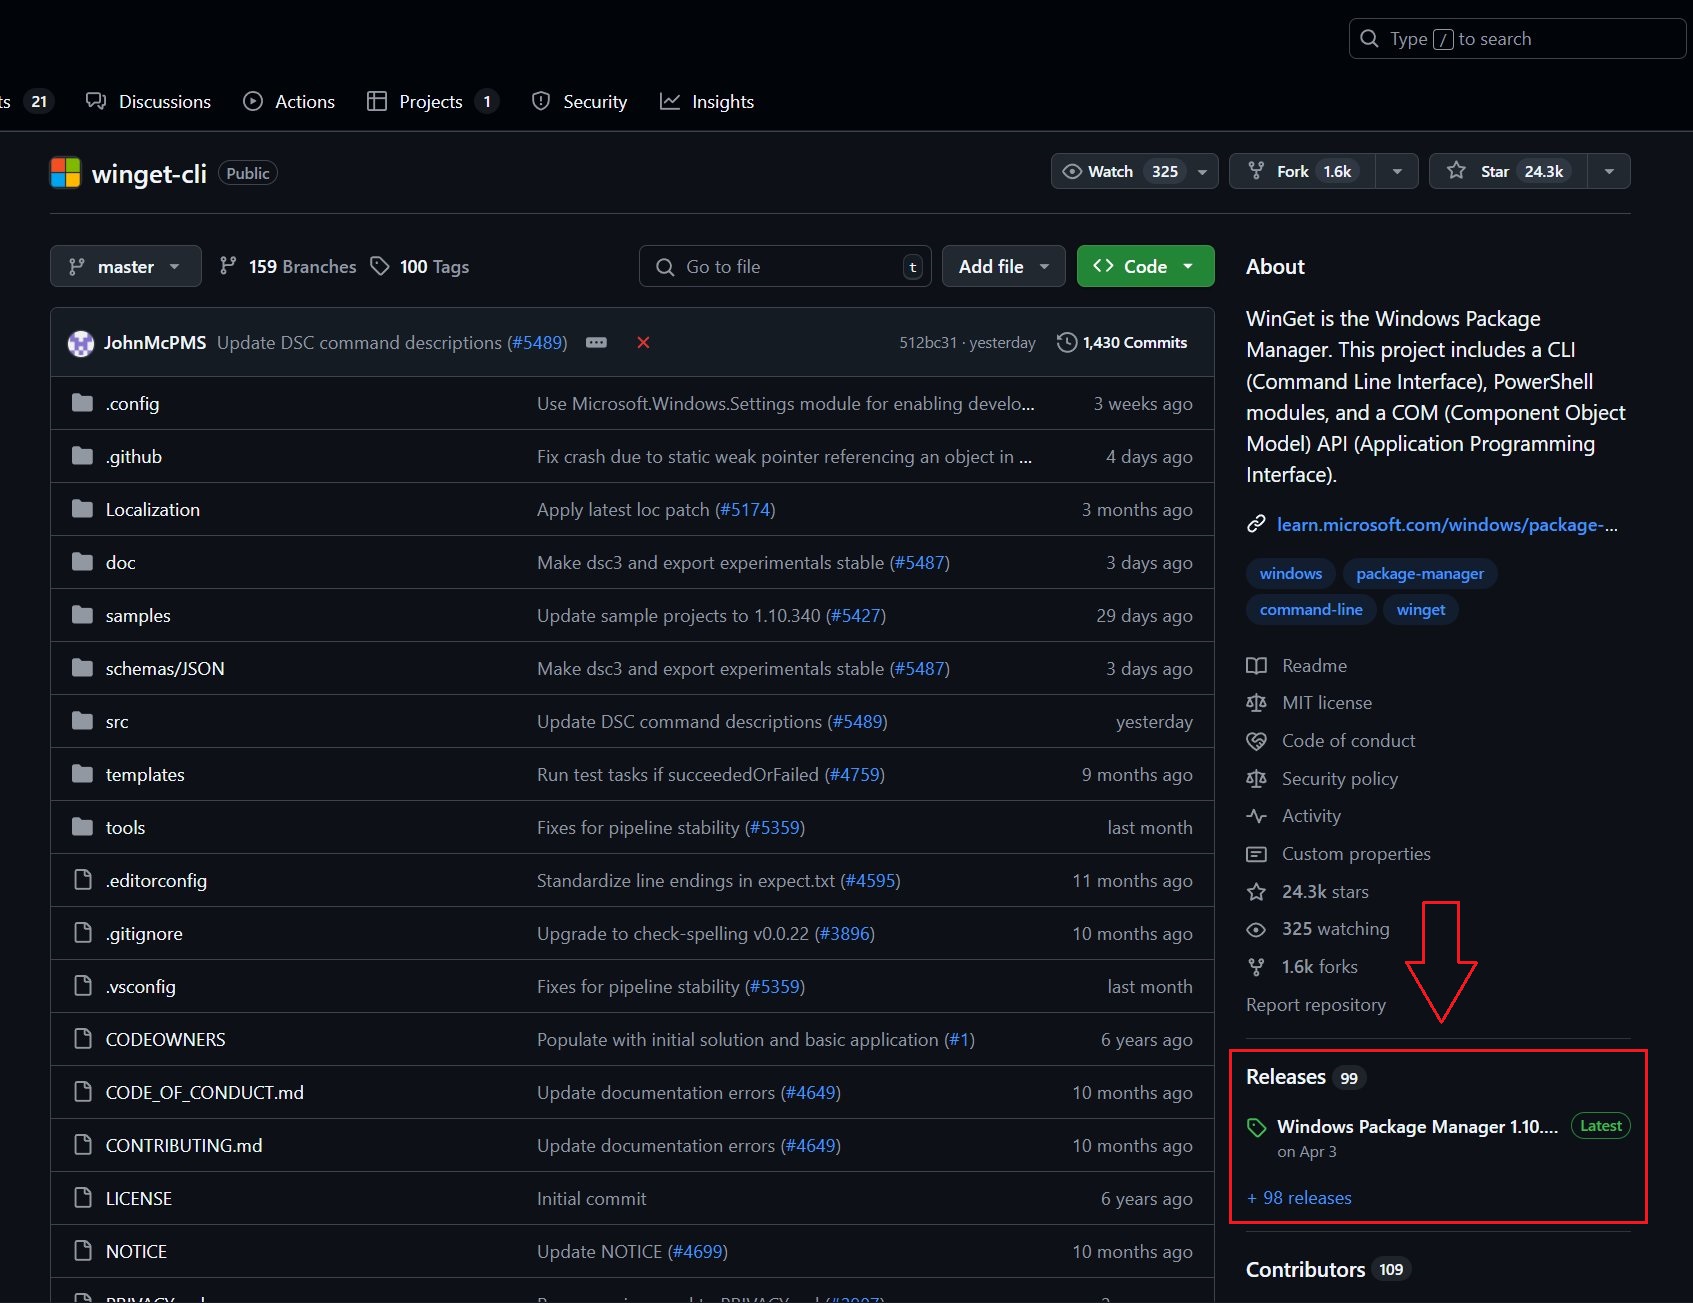 Type / to search
ts 21 Discussions Actions Projects 1 Security Insights
winget-cli Public Watch 325 Fork 1.6k Star 24.3k
master 159 Branches 100 Tags Go to file t Add file Code
JohnMcPMS Update DSC command descriptions (#5489) 512bc31 · yesterday 1,430 Commits
.config Use Microsoft.Windows.Settings module for enabling develo... 3 weeks ago
.github Fix crash due to static weak pointer referencing an object in ... 4 days ago
Localization Apply latest loc patch (#5174) 3 months ago
doc Make dsc3 and export experimentals stable (#5487) 3 days ago
samples Update sample projects to 1.10.340 (#5427) 29 days ago
schemas/JSON Make dsc3 and export experimentals stable (#5487) 3 days ago
src Update DSC command descriptions (#5489) yesterday
templates Run test tasks if succeededOrFailed (#4759) 9 months ago
tools Fixes for pipeline stability (#5359) last month
.editorconfig Standardize line endings in expect.txt (#4595) 11 months ago
.gitignore Upgrade to check-spelling v0.0.22 (#3896) 10 months ago
.vsconfig Fixes for pipeline stability (#5359) last month
CODEOWNERS Populate with initial solution and basic application (#1) 6 years ago
CODE_OF_CONDUCT.md Update documentation errors (#4649) 10 months ago
CONTRIBUTING.md Update documentation errors (#4649) 10 months ago
LICENSE Initial commit 6 years ago
NOTICE Update NOTICE (#4699) 10 months ago
About
WinGet is the Windows Package
Manager. This project includes a CLI
(Command Line Interface), PowerShell
modules, and a COM (Component Object
Model) API (Application Programming
Interface).
learn.microsoft.com/windows/package-...
windows package-manager
command-line winget
Readme
MIT license
Code of conduct
Security policy
Activity
Custom properties
24.3k stars
325 watching
1.6k forks
Report repository
Releases 99
Windows Package Manager 1.10.... Latest
on Apr 3
+ 98 releases
Contributors 109